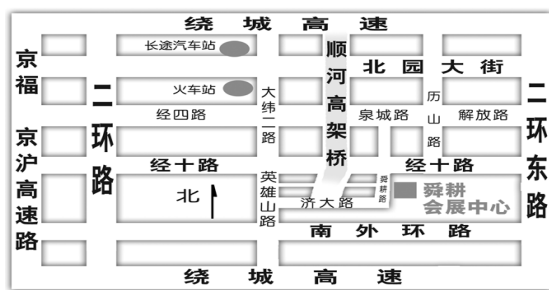 绕城高速
长途汽车站
顺河高架桥
北园大街
京福
京沪高速路
火车站
二环路
大纬二路
历山路
二环东路
经四路
泉城路
解放路
经十路
经十路
英雄山路
舜耕路
北
济大路
舜耕
会展中心
南外环路
绕城高速